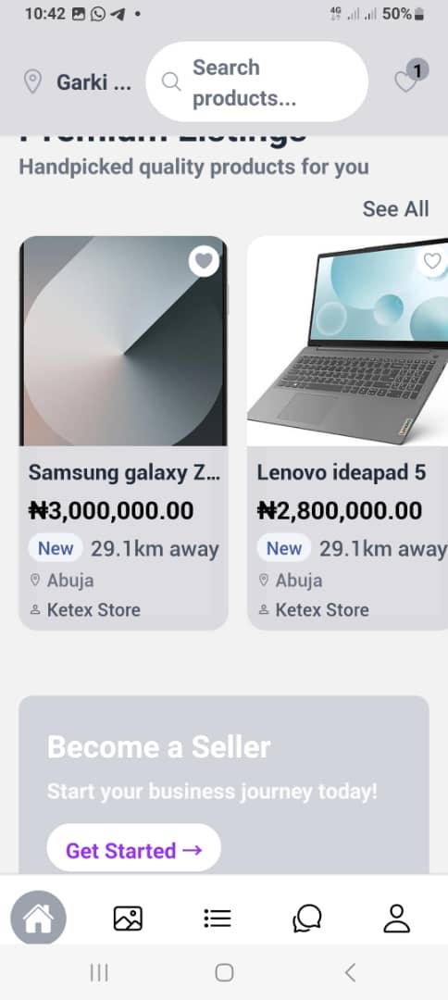 10:42
4G
50%
Garki ...
Search
products...
1
Premium Listings
Handpicked quality products for you
See All
Samsung galaxy Z...
Lenovo ideapad 5
₦3,000,000.00
₦2,800,000.00
New 29.1km away
New 29.1km away
Abuja
Abuja
Ketex Store
Ketex Store
Become a Seller
Start your business journey today!
Get Started →